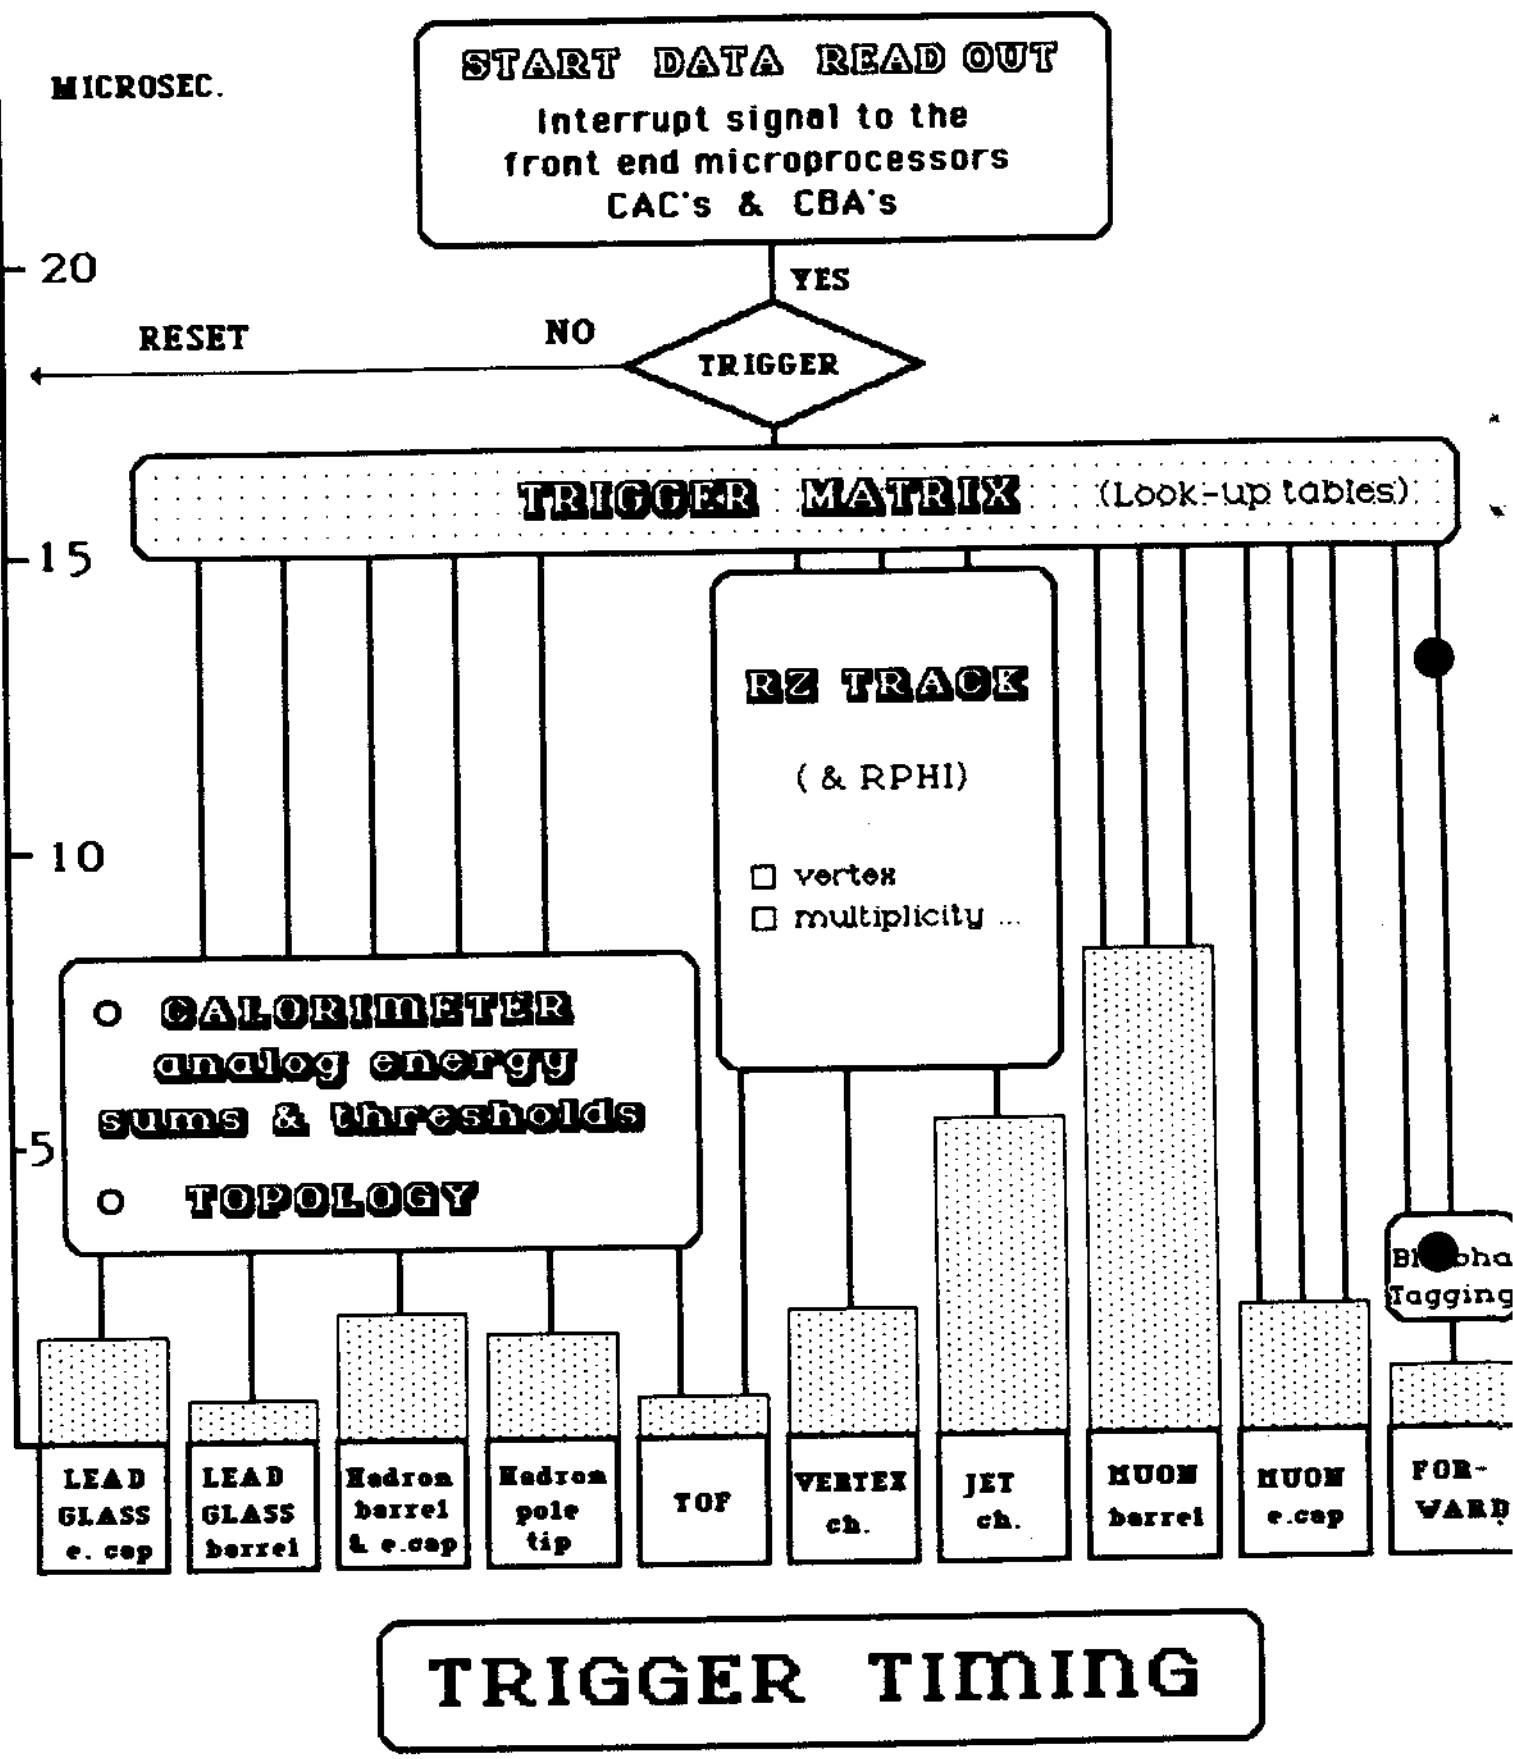 MICROSEC.
START DATA READ OUT
Interrupt signal to the
front end microprocessors
CAC's & CBA's
20
YES
RESET
NO
TRIGGER
TRIGGER MATRIX (Look-up tables)
15
RZ TRACK
(& RPHI)
10
vertex
multiplicity ...
CALORIMETER
analog energy
sums & thresholds
5
TOPOLOGY
Tagging
LEAD
GLASS
e. cap
LEAD
GLASS
barrel
Hadron
barrel
& e.cap
Hadron
pole
tip
TOF
VERTEX
ch.
JET
ch.
MUON
barrel
MUON
e.cap
FOR-
WARD
TRIGGER TIMING